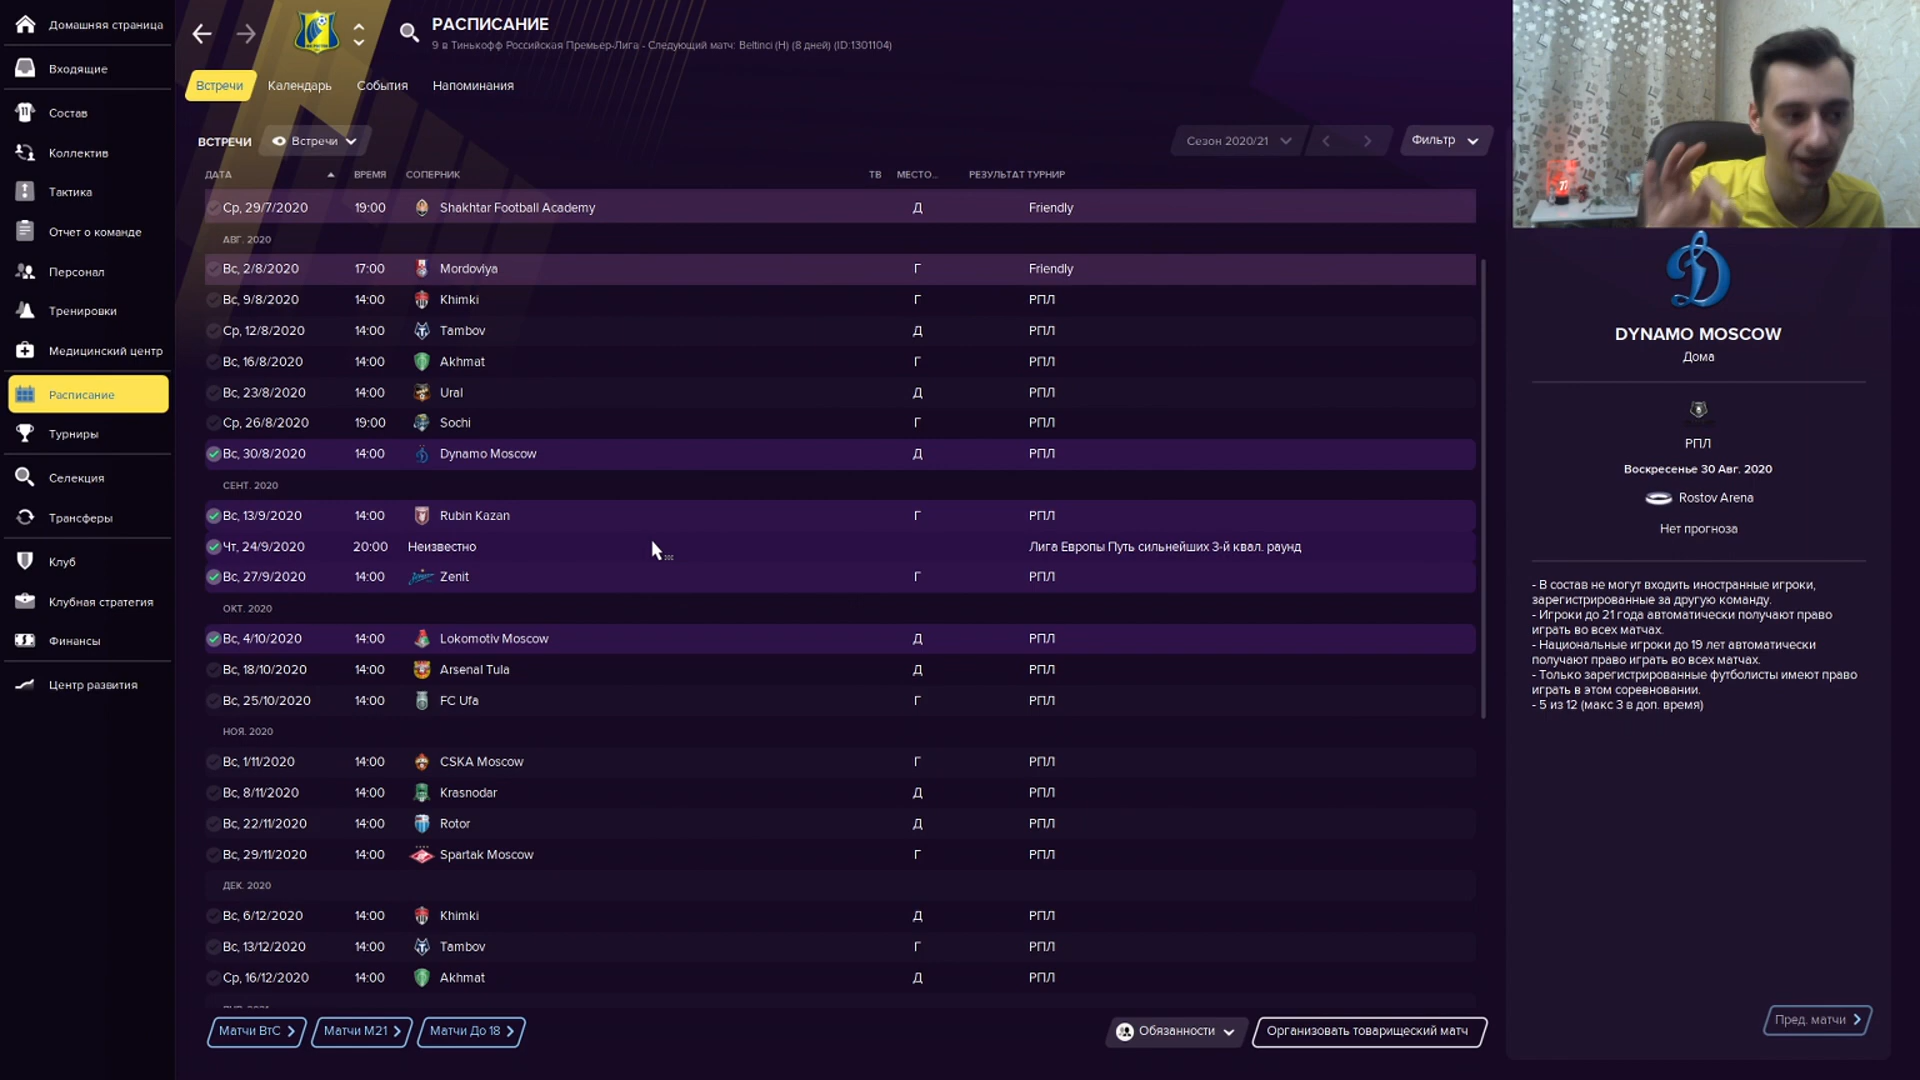 Домашняя страница
Входящие
Состав
Коллектив
Тактика
Отчет о команде
Персонал
Тренировки
Медицинский центр
Расписание
Турниры
Селекция
Трансферы
Клуб
Клубная стратегия
Финансы
Центр развития
РАСПИСАНИЕ
9 в Тинькофф Российская Премьер-Лига - Следующий матч: Beltinci (Н) (8 дней) (ID:1301104)
Встречи Календарь События Напоминания
ВСТРЕЧИ Встречи Сезон 2020/21 Фильтр
ДАТА ВРЕМЯ СОПЕРНИК ТВ МЕСТО... РЕЗУЛЬТАТ ТУРНИР
Ср, 29/7/2020 19:00 Shakhtar Football Academy Д Friendly
АВГ. 2020
Вс, 2/8/2020 17:00 Mordoviya Г Friendly
Вс, 9/8/2020 14:00 Khimki Г РПЛ
Ср, 12/8/2020 14:00 Tambov Д РПЛ
Вс, 16/8/2020 14:00 Akhmat Г РПЛ
Вс, 23/8/2020 14:00 Ural Д РПЛ
Ср, 26/8/2020 19:00 Sochi Г РПЛ
Вс, 30/8/2020 14:00 Dynamo Moscow Д РПЛ
СЕНТ. 2020
Вс, 13/9/2020 14:00 Rubin Kazan Г РПЛ
Чт, 24/9/2020 20:00 Неизвестно Лига Европы Путь сильнейших 3-й квал. раунд
Вс, 27/9/2020 14:00 Zenit Г РПЛ
ОКТ. 2020
Вс, 4/10/2020 14:00 Lokomotiv Moscow Д РПЛ
Вс, 18/10/2020 14:00 Arsenal Tula Д РПЛ
Вс, 25/10/2020 14:00 FC Ufa Г РПЛ
НОЯ. 2020
Вс, 1/11/2020 14:00 CSKA Moscow Г РПЛ
Вс, 8/11/2020 14:00 Krasnodar Д РПЛ
Вс, 22/11/2020 14:00 Rotor Д РПЛ
Вс, 29/11/2020 14:00 Spartak Moscow Г РПЛ
ДЕК. 2020
Вс, 6/12/2020 14:00 Khimki Д РПЛ
Вс, 13/12/2020 14:00 Tambov Г РПЛ
Ср, 16/12/2020 14:00 Akhmat Д РПЛ
Матчи ВтС Матчи М21 Матчи До 18 Обязанности Организовать товарищеский матч
DYNAMO MOSCOW
Дома
РПЛ
Воскресенье 30 Авг. 2020
Rostov Arena
Нет прогноза
- В состав не могут входить иностранные игроки,
зарегистрированные за другую команду.
- Игроки до 21 года автоматически получают право
играть во всех матчах.
- Национальные игроки до 19 лет автоматически
получают право играть во всех матчах.
- Только зарегистрированные футболисты имеют право
играть в этом соревновании.
- 5 из 12 (макс 3 в доп. время)
Пред. матчи